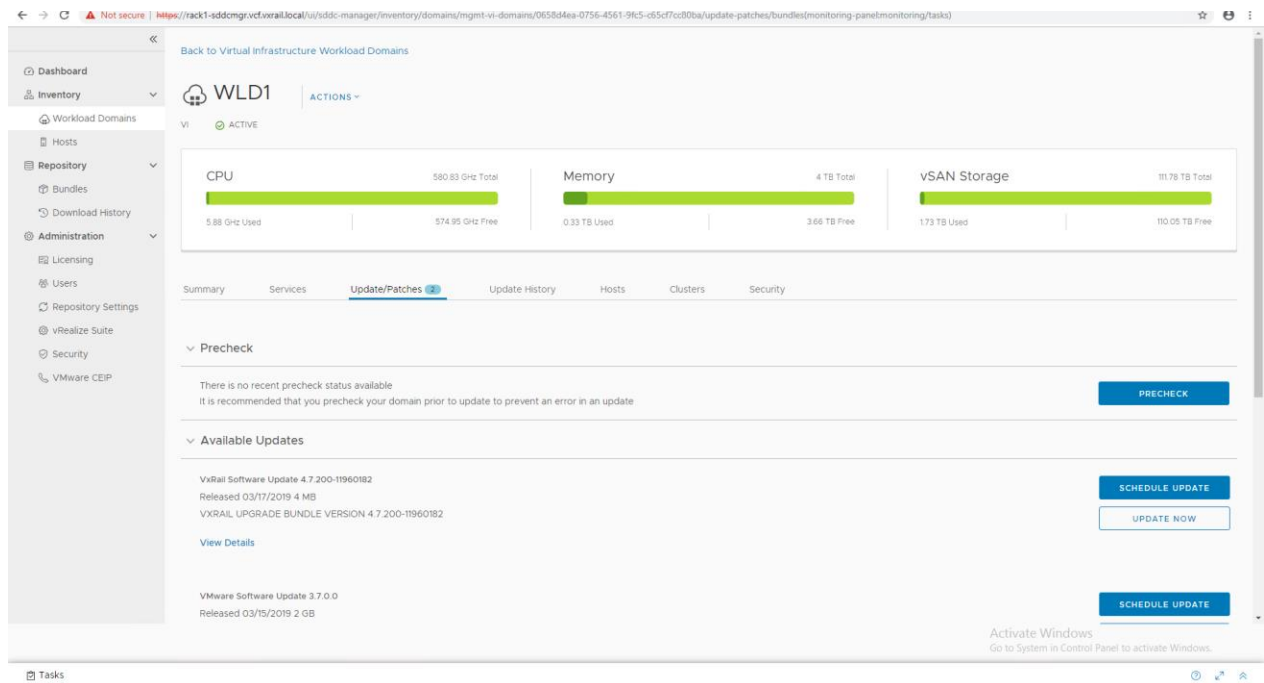 Not secure | https://rack1-sddcmgr.vcf.vxrail.local/ui/sddc-manager/inventory/domains/mgmt-vi-domains/0658d4ea-0756-4561-9fc5-c65cf7cc80ba/update-patches/bundles(monitoring-panel:monitoring/tasks)
Dashboard
Inventory
Workload Domains
Hosts
Repository
Bundles
Download History
Administration
Licensing
Users
Repository Settings
vRealize Suite
Security
VMware CEIP
Back to Virtual Infrastructure Workload Domains
WLD1 ACTIONS
VI ACTIVE
CPU 580.83 GHz Total
5.88 GHz Used 574.95 GHz Free
Memory 4 TB Total
0.33 TB Used 3.66 TB Free
vSAN Storage 111.78 TB Total
1.73 TB Used 110.05 TB Free
Summary Services Update/Patches 2 Update History Hosts Clusters Security
Precheck
There is no recent precheck status available
It is recommended that you precheck your domain prior to update to prevent an error in an update
PRECHECK
Available Updates
VxRail Software Update 4.7.200-11960182
Released 03/17/2019 4 MB
VXRAIL UPGRADE BUNDLE VERSION 4.7.200-11960182
View Details
SCHEDULE UPDATE
UPDATE NOW
VMware Software Update 3.7.0.0
Released 03/15/2019 2 GB
SCHEDULE UPDATE
Activate Windows
Go to System in Control Panel to activate Windows.
Tasks